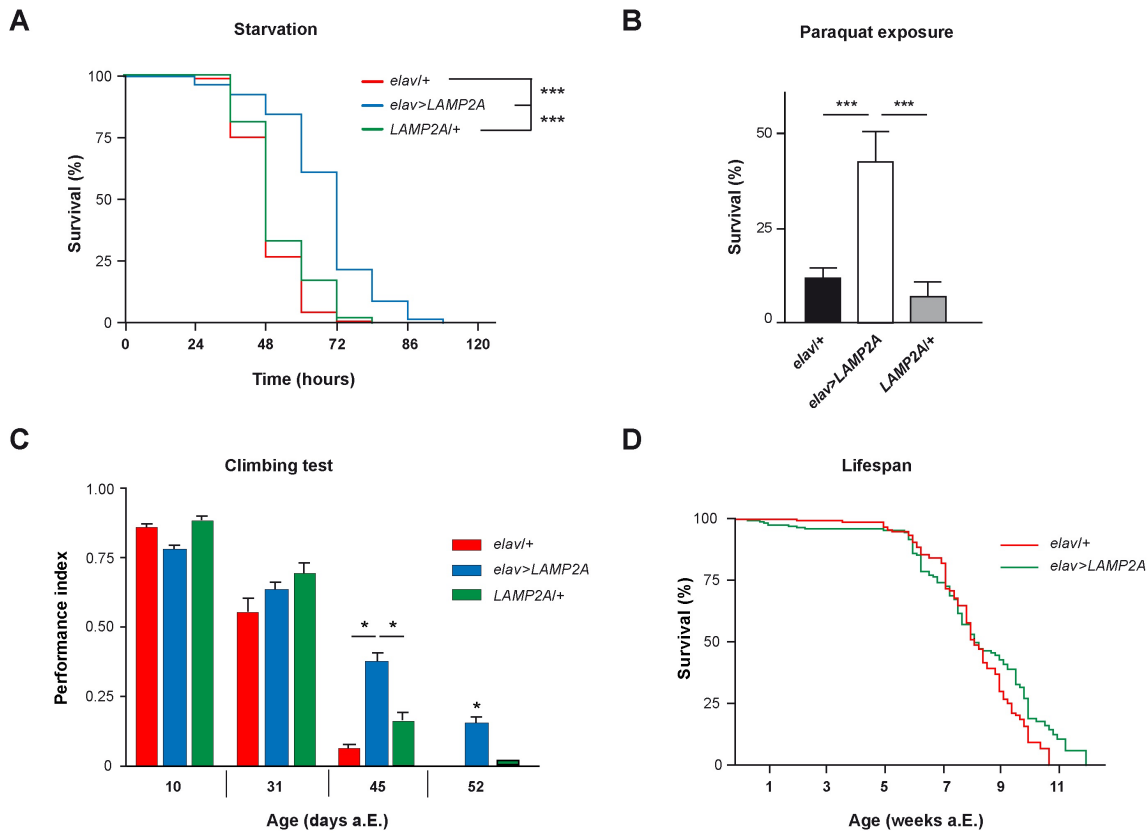 A
Starvation
Survival (%)
100
75
50
25
0
0 24 48 72 86 120
Time (hours)
elav/+
elav>LAMP2A
LAMP2A/+
***
***
B
Paraquat exposure
Survival (%)
50
25
0
*** ***
elav/+
elav>LAMP2A
LAMP2A/+
C
Climbing test
Performance index
1.00
0.75
0.50
0.25
0
elav/+
elav>LAMP2A
LAMP2A/+
* *
*
10 31 45 52
Age (days a.E.)
D
Lifespan
Survival (%)
100
75
50
25
0
elav/+
elav>LAMP2A
1 3 5 7 9 11
Age (weeks a.E.)